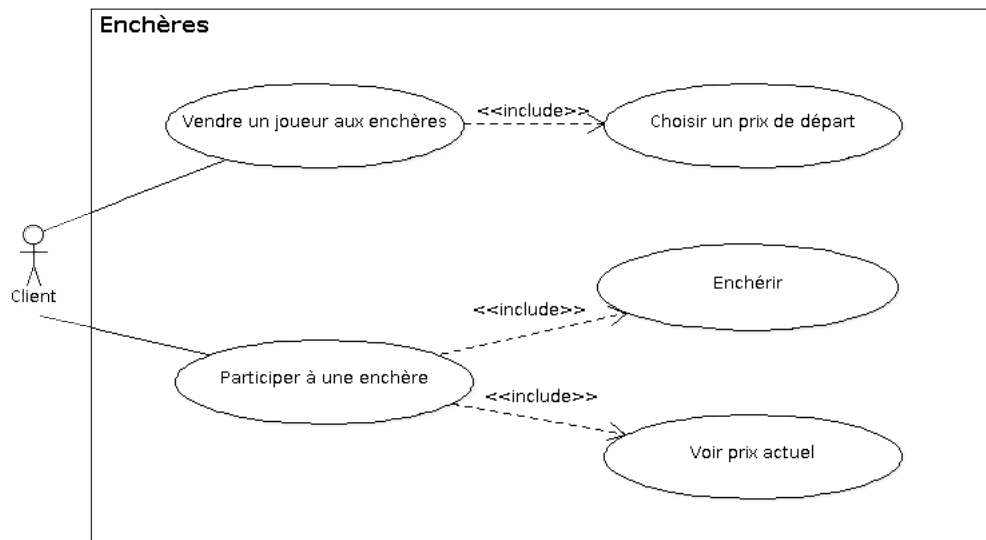 Enchères
Vendre un joueur aux enchères
<<include>>
Choisir un prix de départ
Client
Enchérir
<<include>>
Participer à une enchère
<<include>>
Voir prix actuel